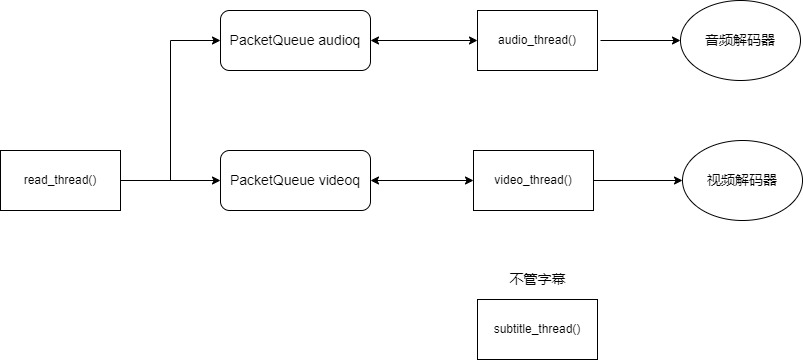 PacketQueue audioq
audio_thread()
音频解码器
read_thread()
PacketQueue videoq
video_thread()
视频解码器
不管字幕
subtitle_thread()